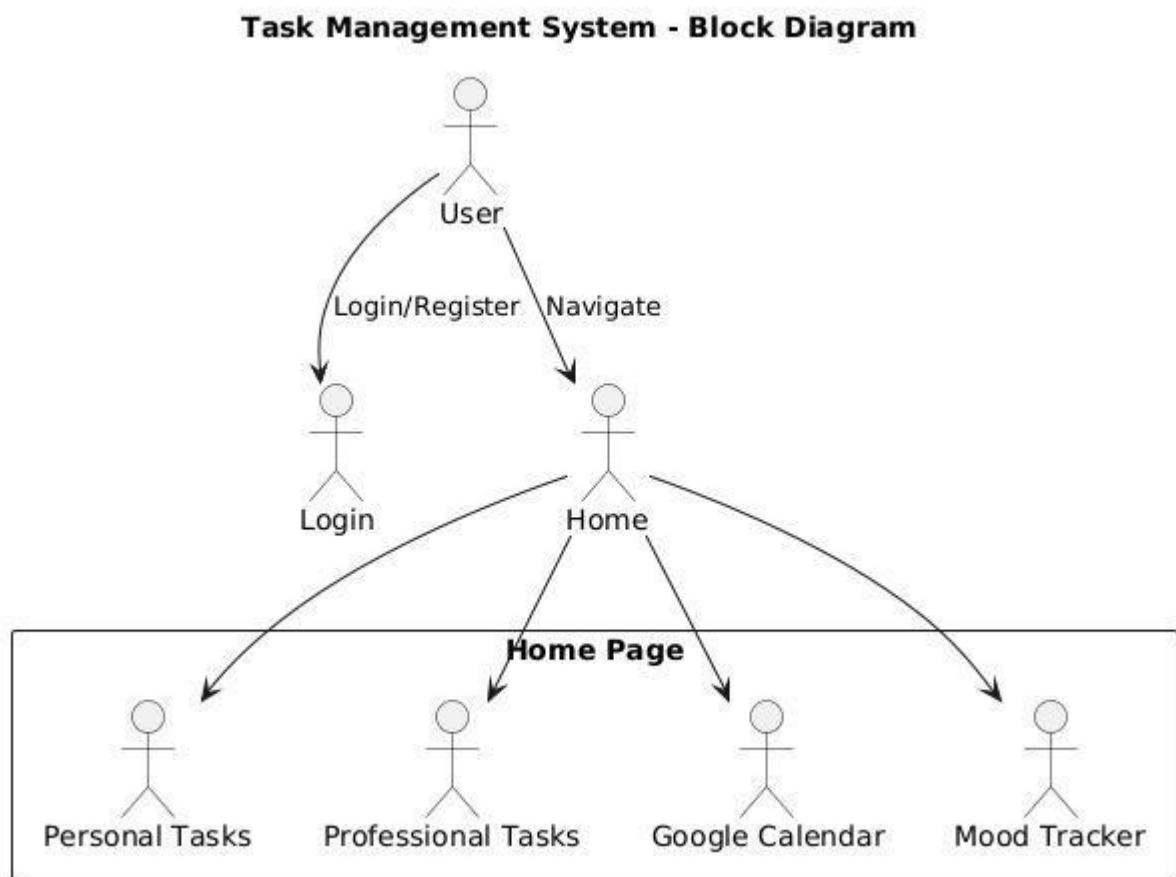 Task Management System - Block Diagram
User
Login/Register
Navigate
Login
Home
Home Page
Personal Tasks
Professional Tasks
Google Calendar
Mood Tracker